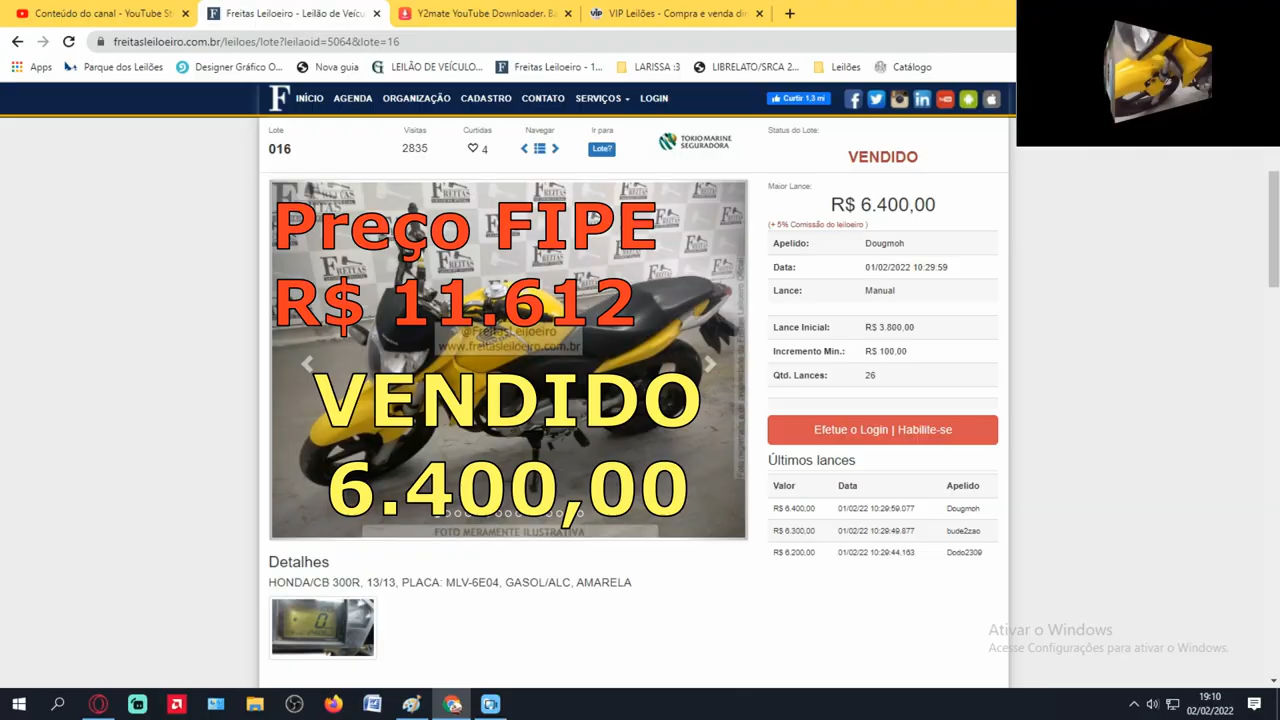 Conteúdo do canal - YouTube St
Freitas Leiloeiro - Leilão de Veícu
Y2mate YouTube Downloader. Ba
VIP Leilões - Compra e venda di
freitasleiloeiro.com.br/leiloes/lote?leilaoid=5064&lote=16
Apps
Parque dos Leilões
Designer Gráfico O...
Nova guia
LEILÃO DE VEÍCULO...
Freitas Leiloeiro - 1...
LARISSA :3
LIBRELATO/SRCA 2...
Leilões
Catálogo
INÍCIO AGENDA ORGANIZAÇÃO CADASTRO CONTATO SERVIÇOS LOGIN
Curtir 1,3 mi
Lote
016
Visitas
2835
Curtidas
4
Navegar
Ir para
Lote?
TOKIO MARINE
SEGURADORA
Status do Lote:
VENDIDO
Maior Lance:
R$ 6.400,00
(+ 5% Comissão do leiloeiro )
Apelido: Dougmoh
Data: 01/02/2022 10:29:59
Lance: Manual
Lance Inicial: R$ 3.800,00
Incremento Min.: R$ 100,00
Qtd. Lances: 26
Efetue o Login | Habilite-se
Últimos lances
Valor Data Apelido
R$ 6.400,00 01/02/22 10:29:59.077 Dougmoh
R$ 6.300,00 01/02/22 10:29:49.877 bude2zao
R$ 6.200,00 01/02/22 10:29:44.163 Dodo2309
Preço FIPE
R$ 11.612
@FreitasLeiloeiro
www.freitasleiloeiro.com.br
VENDIDO
6.400,00
FOTO MERAMENTE ILUSTRATIVA
Detalhes
HONDA/CB 300R, 13/13, PLACA: MLV-6E04, GASOL/ALC, AMARELA
Ativar o Windows
Acesse Configurações para ativar o Windows.
19:10
02/02/2022